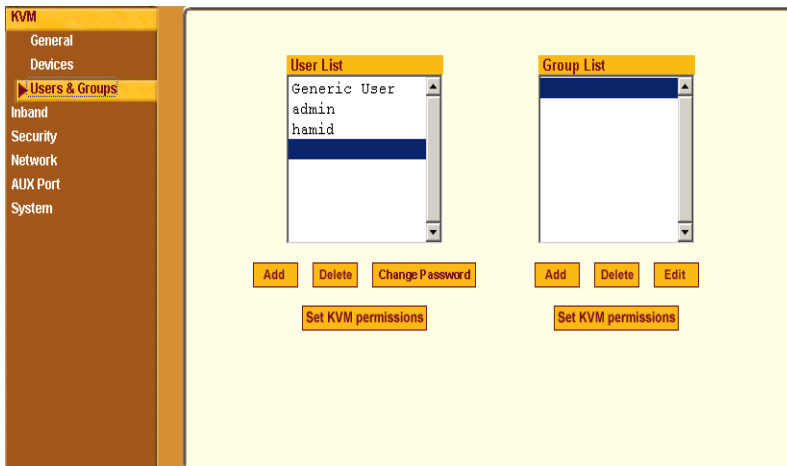 KVM
General
Devices
Users & Groups
Inband
Security
Network
AUX Port
System
User List
Generic User
admin
hamid
Add
Delete
Change Password
Set KVM permissions
Group List
Add
Delete
Edit
Set KVM permissions